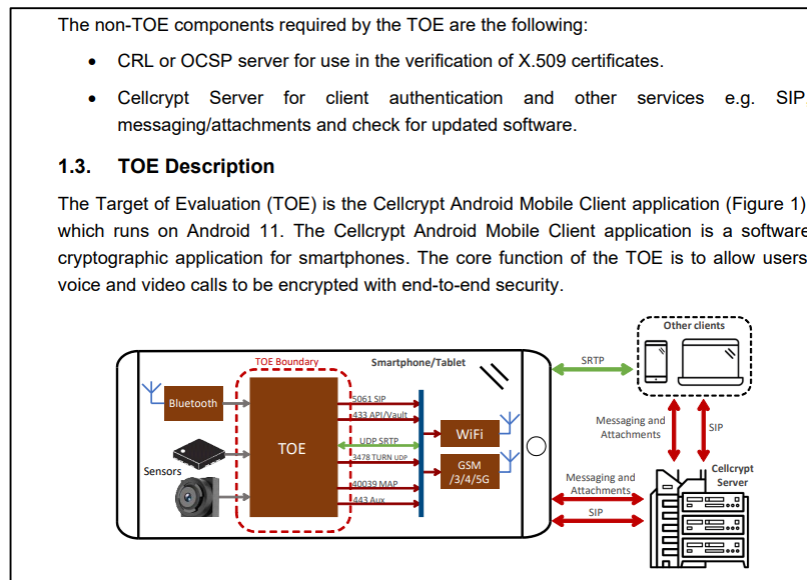 The non-TOE components required by the TOE are the following:
• CRL or OCSP server for use in the verification of X.509 certificates.
• Cellcrypt Server for client authentication and other services e.g. SIP
messaging/attachments and check for updated software.
1.3. TOE Description
The Target of Evaluation (TOE) is the Cellcrypt Android Mobile Client application (Figure 1)
which runs on Android 11. The Cellcrypt Android Mobile Client application is a software
cryptographic application for smartphones. The core function of the TOE is to allow users
voice and video calls to be encrypted with end-to-end security.
Other clients
SRTP
TOE Boundary
Smartphone/Tablet
Bluetooth
5061 SIP
433 API/Vault
TOE
WiFi
UDP SRTP
3478 TURN UDP
Sensors
GSM
/3/4/5G
40039 MAP
443 Aux
Messaging and
Attachments
SIP
Cellcrypt
Server
Messaging and
Attachments
SIP